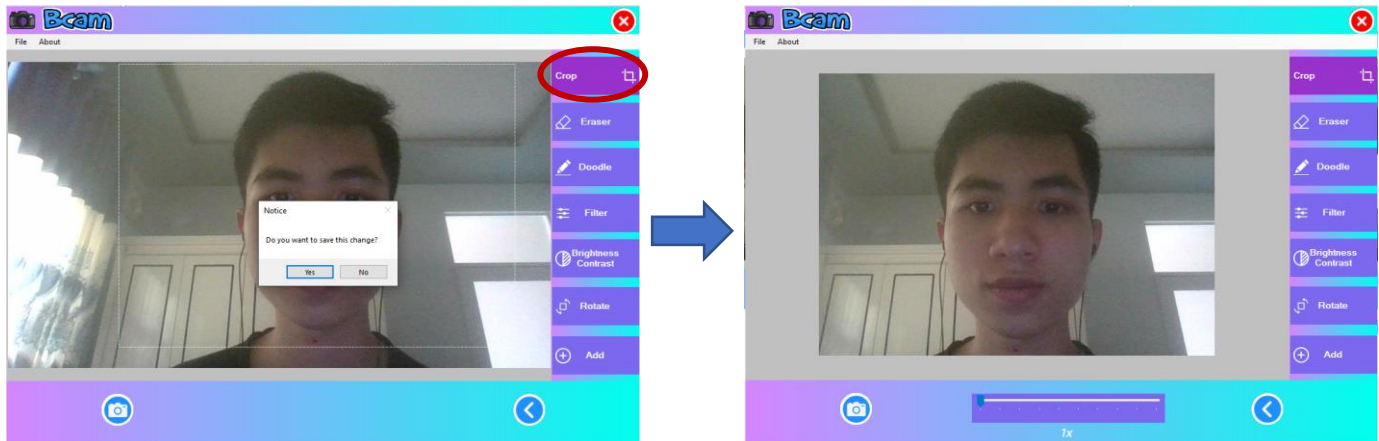 Bcam
File About
Crop
Eraser
Doodle
Filter
Brightness
Contrast
Rotate
Add
Notice
Do you want to save this change?
Yes No
Bcam
File About
Crop
Eraser
Doodle
Filter
Brightness
Contrast
Rotate
Add
1x